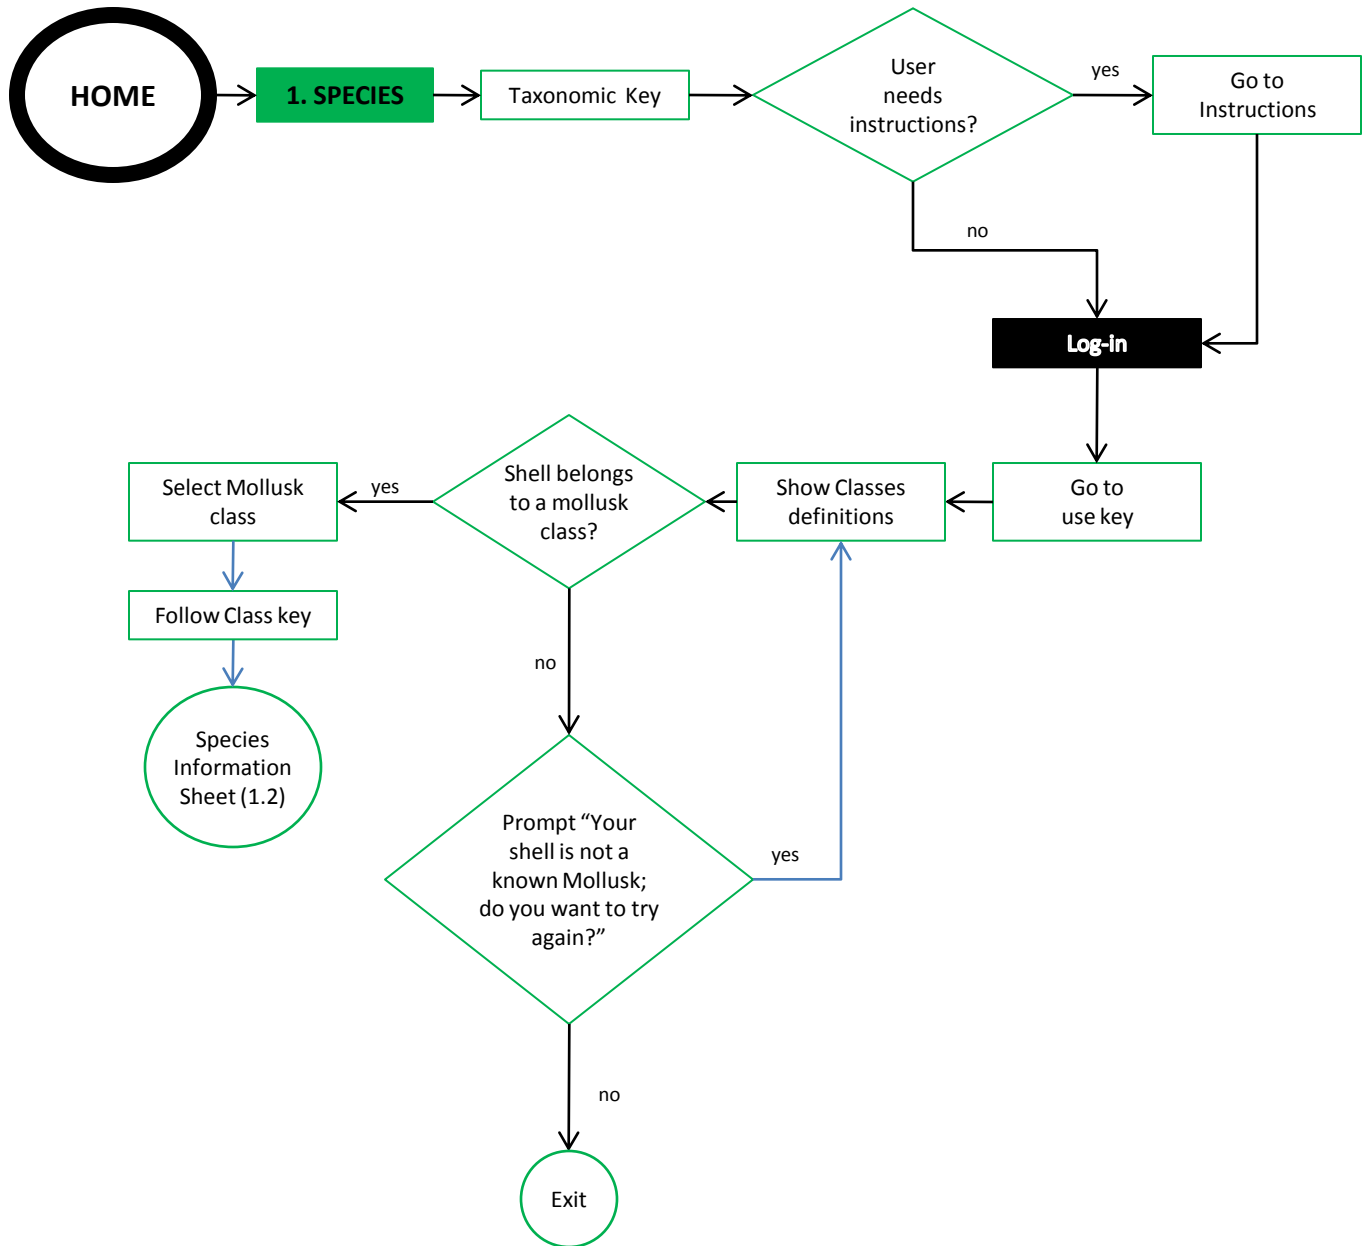 HOME
1. SPECIES
Taxonomic Key
User
needs
instructions?
yes
Go to
Instructions
no
Log-in
Go to
use key
Show Classes
definitions
Shell belongs
to a mollusk
class?
yes
Select Mollusk
class
Follow Class key
Species
Information
Sheet (1.2)
no
Prompt “Your
shell is not a
known Mollusk;
do you want to try
again?”
yes
no
Exit